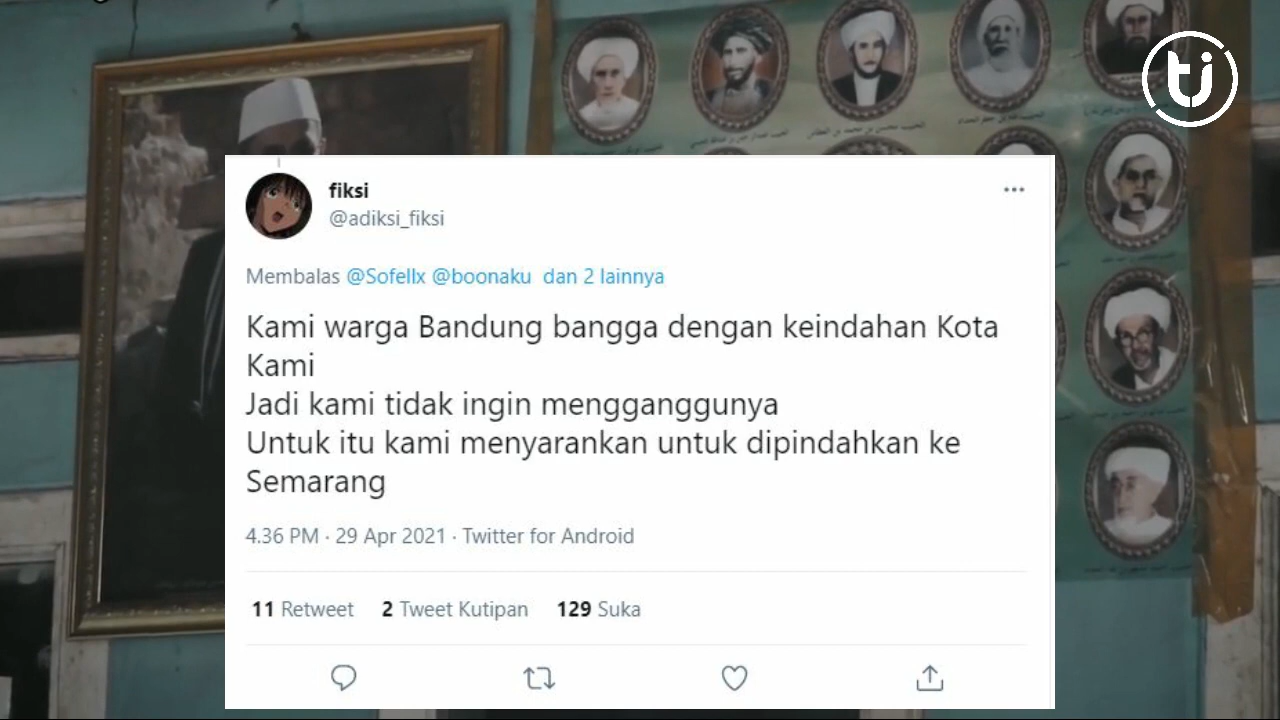 fiksi
@adiksi_fiksi
Membalas @Sofellx @boonaku dan 2 lainnya
Kami warga Bandung bangga dengan keindahan Kota
Kami
Jadi kami tidak ingin mengganggunya
Untuk itu kami menyarankan untuk dipindahkan ke
Semarang
4.36 PM · 29 Apr 2021 · Twitter for Android
11 Retweet 2 Tweet Kutipan 129 Suka